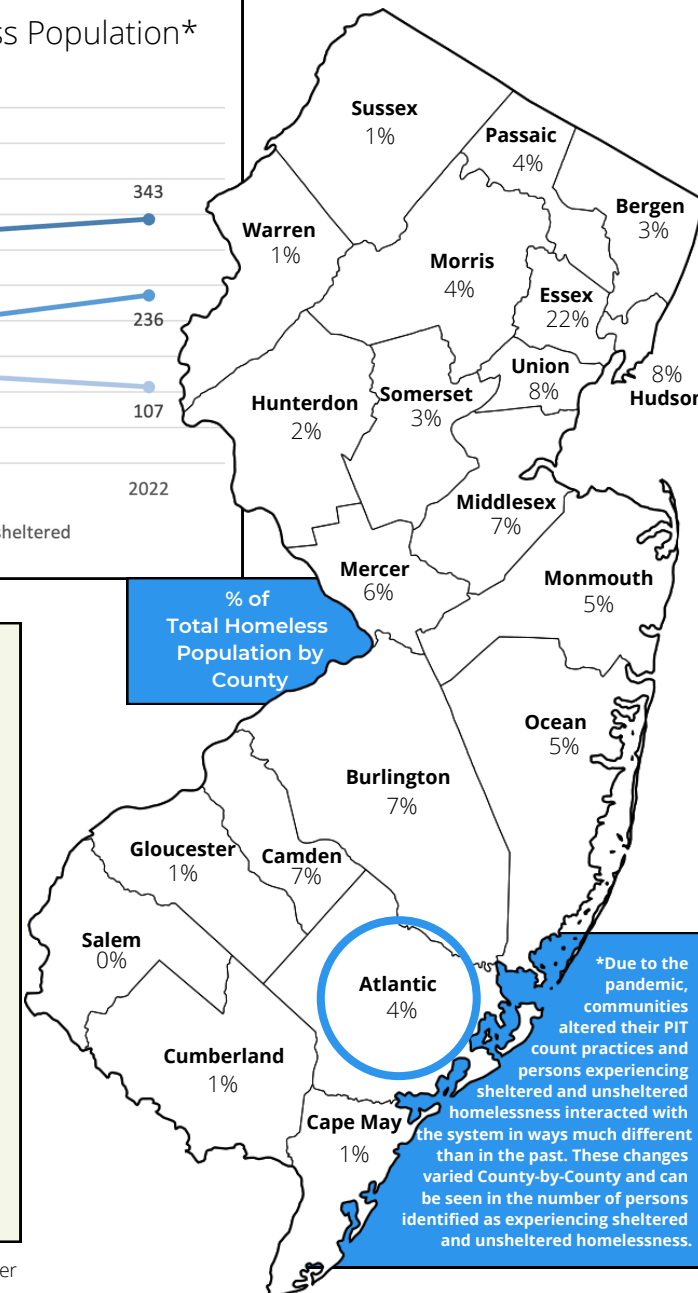 ss Population*
343
236
107
2022
sheltered
Sussex
1%
Passaic
4%
Bergen
3%
Warren
1%
Morris
4%
Essex
22%
Union
8%
8%
Hudson
Hunterdon
2%
Somerset
3%
Middlesex
7%
Mercer
6%
Monmouth
5%
% of
Total Homeless
Population by
County
Ocean
5%
Burlington
7%
Gloucester
1%
Camden
7%
Salem
0%
Atlantic
4%
Cumberland
1%
Cape May
1%
*Due to the
pandemic,
communities
altered their PIT
count practices and
persons experiencing
sheltered and unsheltered
homelessness interacted with
the system in ways much different
than in the past. These changes
varied County-by-County and can
be seen in the number of persons
identified as experiencing sheltered
and unsheltered homelessness.
er